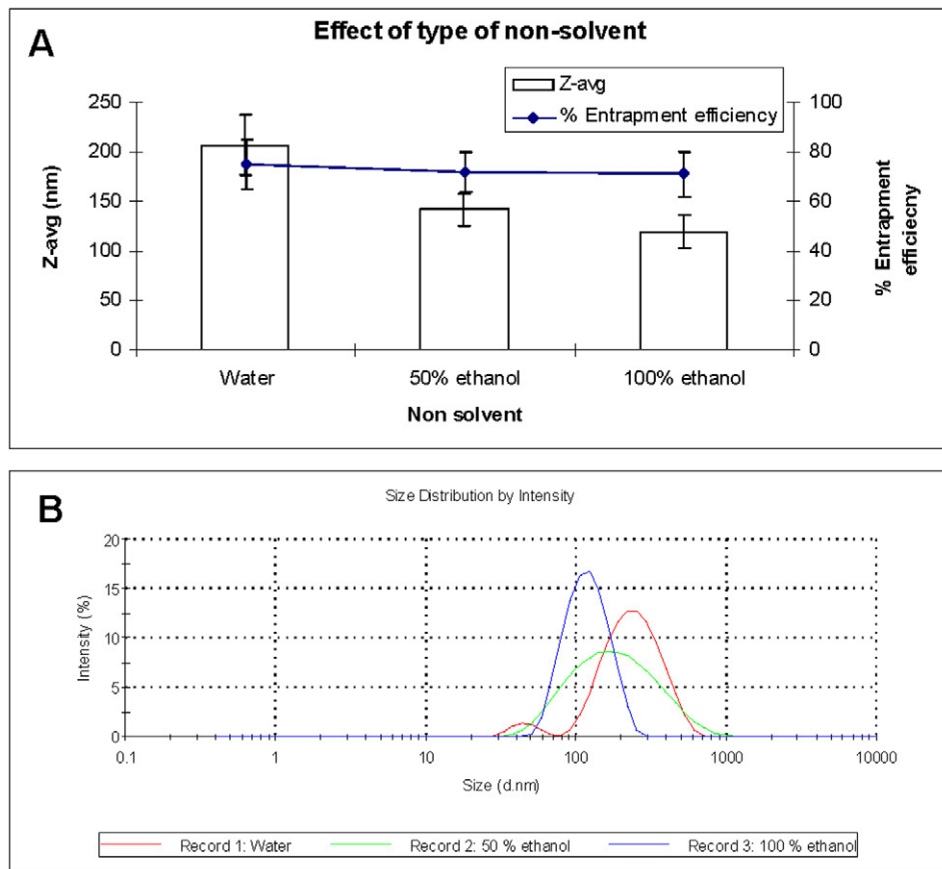 A
Effect of type of non-solvent
Z-avg
% Entrapment efficiency
250
200
150
100
50
0
Z-avg (nm)
100
80
60
40
20
0
% Entrapment
efficiecny
Water
50% ethanol
100% ethanol
Non solvent
B
Size Distribution by Intensity
20
15
10
5
0
Intensity (%)
0.1
1
10
100
1000
10000
Size (d.nm)
Record 1: Water
Record 2: 50 % ethanol
Record 3: 100 % ethanol